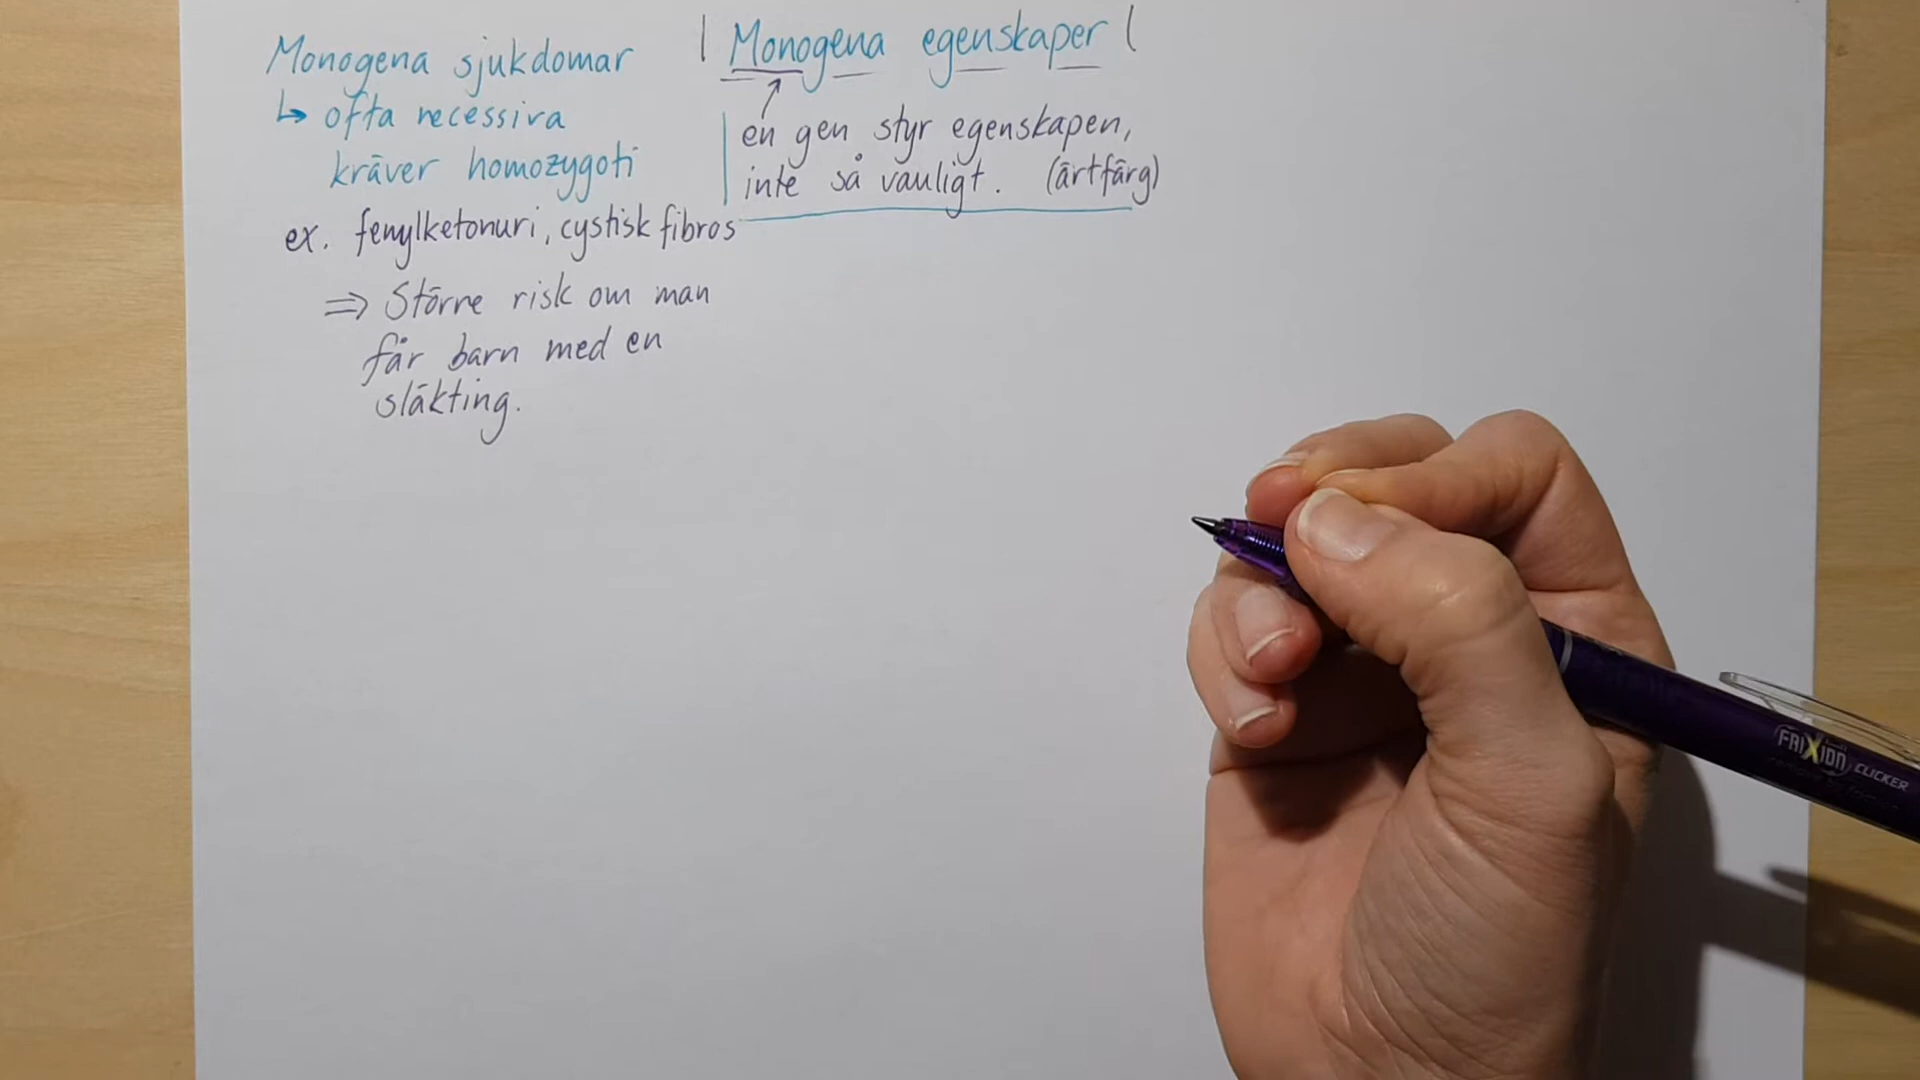 Monogena sjukdomar
↳ ofta recessiva
kräver homozygoti
ex. fenylketonuri, cystisk fibros
⇒ Större risk om man
får barn med en
släkting.
Monogena egenskaper
en gen styr egenskapen,
inte så vanligt. (ärtfärg)
FRIXION CLICKER